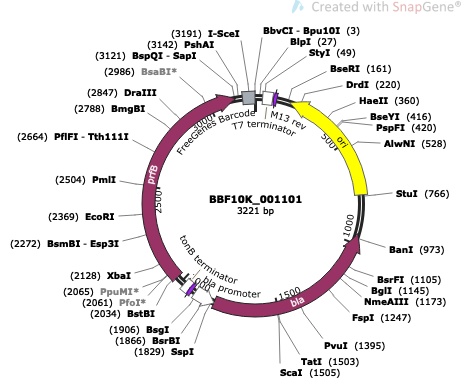 Created with SnapGene®
(3191) I-SceI
(3142) PshAI
(3121) BspQI - SapI
(2986) BsaBI*
(2847) DraIII
(2788) BmgBI
(2664) PflFI - Tth111I
(2504) PmlI
(2369) EcoRI
(2272) BsmBI - Esp3I
(2128) XbaI
(2065) PpuMI*
(2061) PfoI*
(2034) BstBI
(1906) BsgI
(1866) BsrBI
(1829) SspI
BbvCI - Bpu10I (3)
BlpI (27)
StyI (49)
BseRI (161)
DrdI (220)
HaeII (360)
BseYI (416)
PspFI (420)
AlwNI (528)
StuI (766)
BanI (973)
BsrFI (1105)
BglI (1145)
NmeAIII (1173)
FspI (1247)
PvuI (1395)
TatI (1503)
ScaI (1505)
FreeGenes Barcode
T7 terminator
M13 rev
ori
bla
bla promoter
tonB terminator
prfB
500
1000
1500
2500
3000
BBF10K_001101
3221 bp